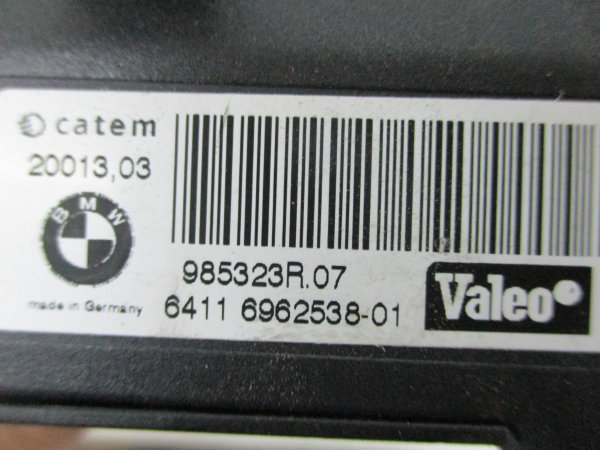 catem
20013,03
BMW
made in Germany
985323R.07
6411 6962538-01
Valeo